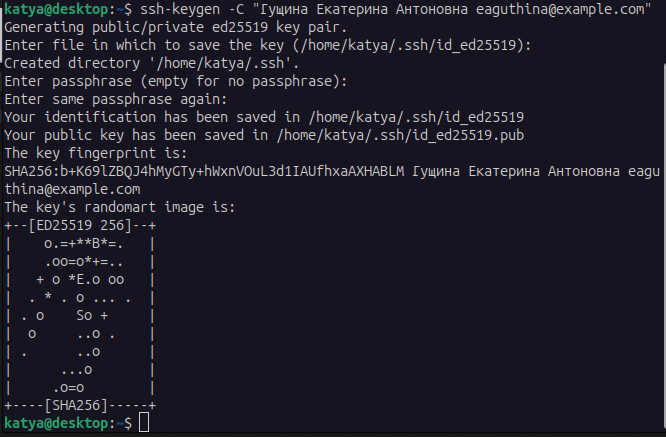 katya@desktop:~$ ssh-keygen -C "Гущина Екатерина Антоновна eaguthina@example.com"
Generating public/private ed25519 key pair.
Enter file in which to save the key (/home/katya/.ssh/id_ed25519):
Created directory '/home/katya/.ssh'.
Enter passphrase (empty for no passphrase):
Enter same passphrase again:
Your identification has been saved in /home/katya/.ssh/id_ed25519
Your public key has been saved in /home/katya/.ssh/id_ed25519.pub
The key fingerprint is:
SHA256:b+K69lZBQJ4hMyGTy+hWxnVOuL3d1IAUfhxaAXHABLM Гущина Екатерина Антоновна eagu
thina@example.com
The key's randomart image is:
+--[ED25519 256]--+
|    o.=+**B*=.   |
|    .oo=o*+=..   |
|   + o *E.o oo   |
|  . * . o ... .  |
| . o    So +     |
|  o     ..o .    |
| .      ..o      |
|      ...o       |
|     .o=o        |
+----[SHA256]-----+
katya@desktop:~$